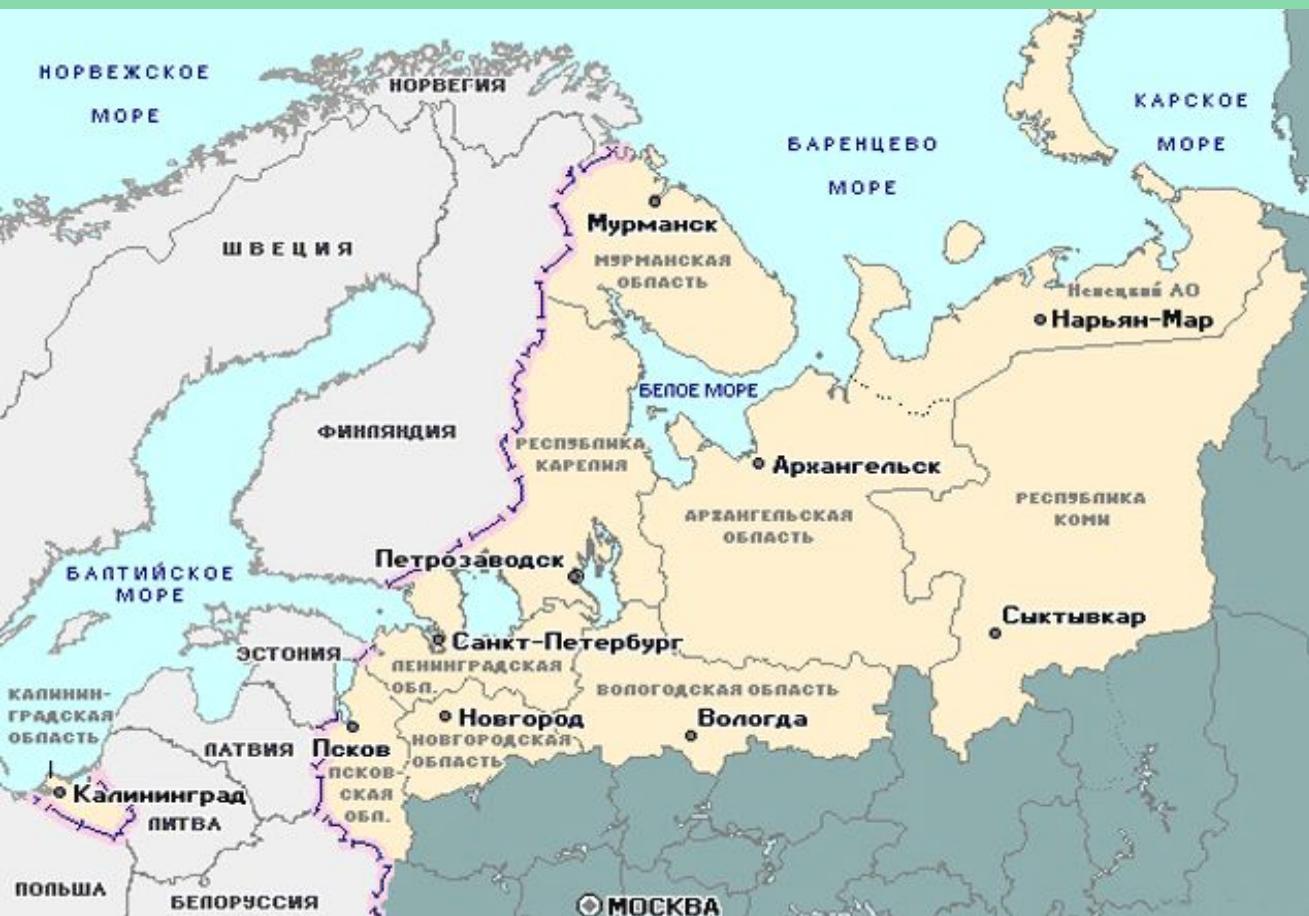 НОРВЕЖСКОЕ
МОРЕ
НОРВЕГИЯ
КАРСКОЕ
МОРЕ
БАРЕНЦЕВО
МОРЕ
Мурманск
МУРМАНСКАЯ
ОБЛАСТЬ
ШВЕЦИЯ
Ненецкий АО
Нарьян-Мар
БЕЛОЕ МОРЕ
ФИНЛЯНДИЯ
РЕСПУБЛИКА
КАРЕЛИЯ
Архангельск
АРХАНГЕЛЬСКАЯ
ОБЛАСТЬ
РЕСПУБЛИКА
КОМИ
Петрозаводск
БАЛТИЙСКОЕ
МОРЕ
Сыктывкар
Санкт-Петербург
ЭСТОНИЯ
ЛЕНИНГРАДСКАЯ
ОБЛ.
ВОЛОГОДСКАЯ ОБЛАСТЬ
КАЛИНИН-
ГРАДСКАЯ
ОБЛАСТЬ
Новгород
Вологда
ЛАТВИЯ
Псков
НОВГОРОДСКАЯ
ОБЛАСТЬ
ПСКОВ-
СКАЯ
ОБЛ.
Калининград
ЛИТВА
ПОЛЬША
БЕЛОРУССИЯ
МОСКВА